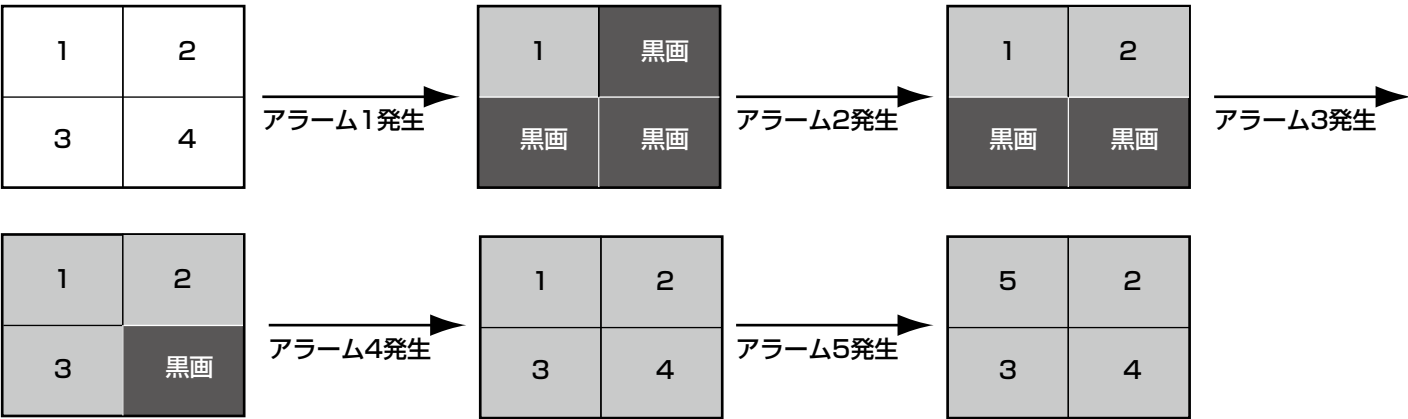 1 2
3 4
アラーム1発生
1 黒画
黒画 黒画
アラーム2発生
1 2
黒画 黒画
アラーム3発生
1 2
3 黒画
アラーム4発生
1 2
3 4
アラーム5発生
5 2
3 4